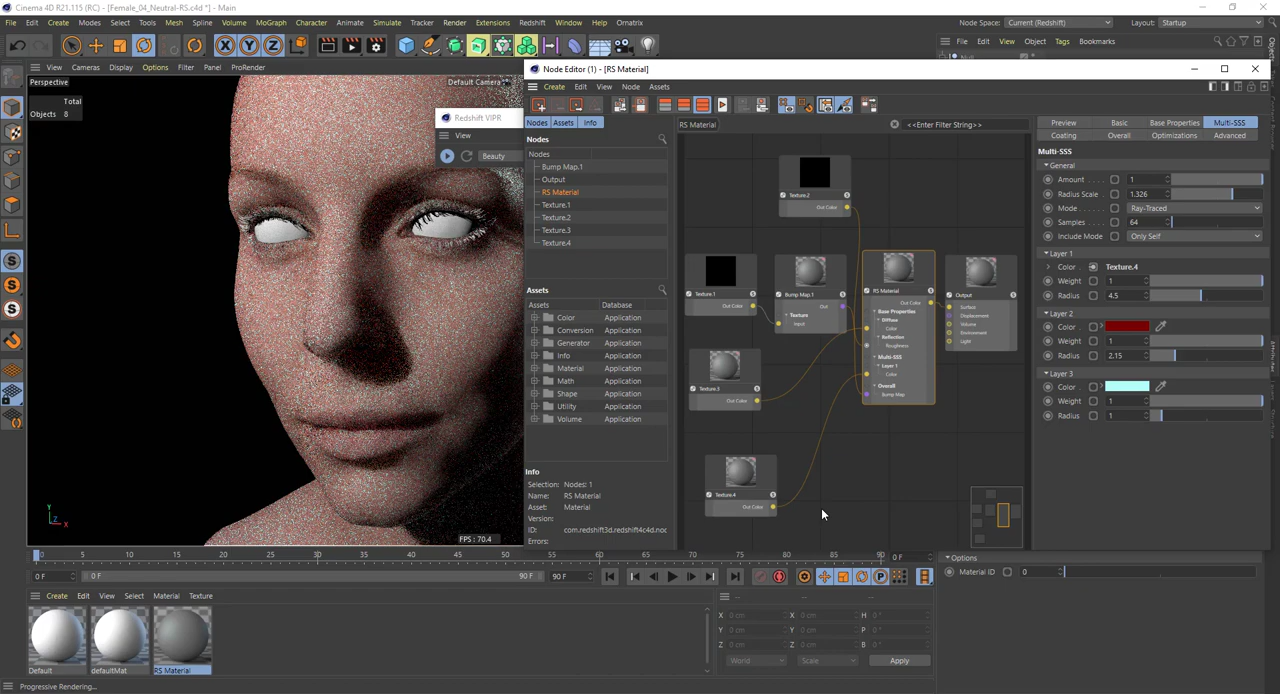 Cinema 4D R21.115 (RC) - [Female_04_Neutral-RS.c4d *] - Main
File Edit Create Modes Select Tools Mesh Spline Volume MoGraph Character Animate Simulate Tracker Render Extensions Redshift Window Help Ornatrix
Node Space: Current (Redshift) Layout: Startup
File Edit View Object Tags Bookmarks
View Cameras Display Options Filter Panel ProRender
Perspective
Default Camera
Total
Objects 8
Redshift VIPR
View
Beauty
FPS : 70.4
Y
Z X
Node Editor (1) - [RS Material]
Create Edit View Node Assets
Nodes Assets Info
Nodes
Nodes
Bump Map.1
Output
RS Material
Texture.1
Texture.2
Texture.3
Texture.4
Assets
Assets Database
Color Application
Conversion Application
Generator Application
Info Application
Material Application
Math Application
Shape Application
Utility Application
Volume Application
Info
Selection: Nodes: 1
Name: RS Material
Asset: Material
Version:
ID: com.redshift3d.redshift4c4d.noc
Errors:
RS Material
<<Enter Filter String>>
Texture.2
Out Color
Texture.1
Out Color
Bump Map.1
Out
Texture
Input
RS Material
Out Color
Base Properties
Diffuse
Color
Reflection
Roughness
Multi-SSS
Layer 1
Color
Overall
Bump Map
Output
Surface
Displacement
Volume
Environment
Light
Texture.3
Out Color
Texture.4
Out Color
Preview Basic Base Properties Multi-SSS
Coating Overall Optimizations Advanced
Multi-SSS
General
Amount 1
Radius Scale 1.326
Mode Ray-Traced
Samples 64
Include Mode Only Self
Layer 1
Color Texture.4
Weight 1
Radius 4.5
Layer 2
Color
Weight 1
Radius 2.15
Layer 3
Color
Weight 1
Radius 1
Options
Material ID 0
0 5 10 15 20 25 30 35 40 45 50 55 60 65 70 75 80 85 90 0 F
0 F 0 F 90 F 90 F
Create Edit View Select Material Texture
Default defaultMat RS Material
X 0 cm X 0 cm H 0 °
Y 0 cm Y 0 cm P 0 °
Z 0 cm Z 0 cm B 0 °
World Scale Apply
Progressive Rendering...